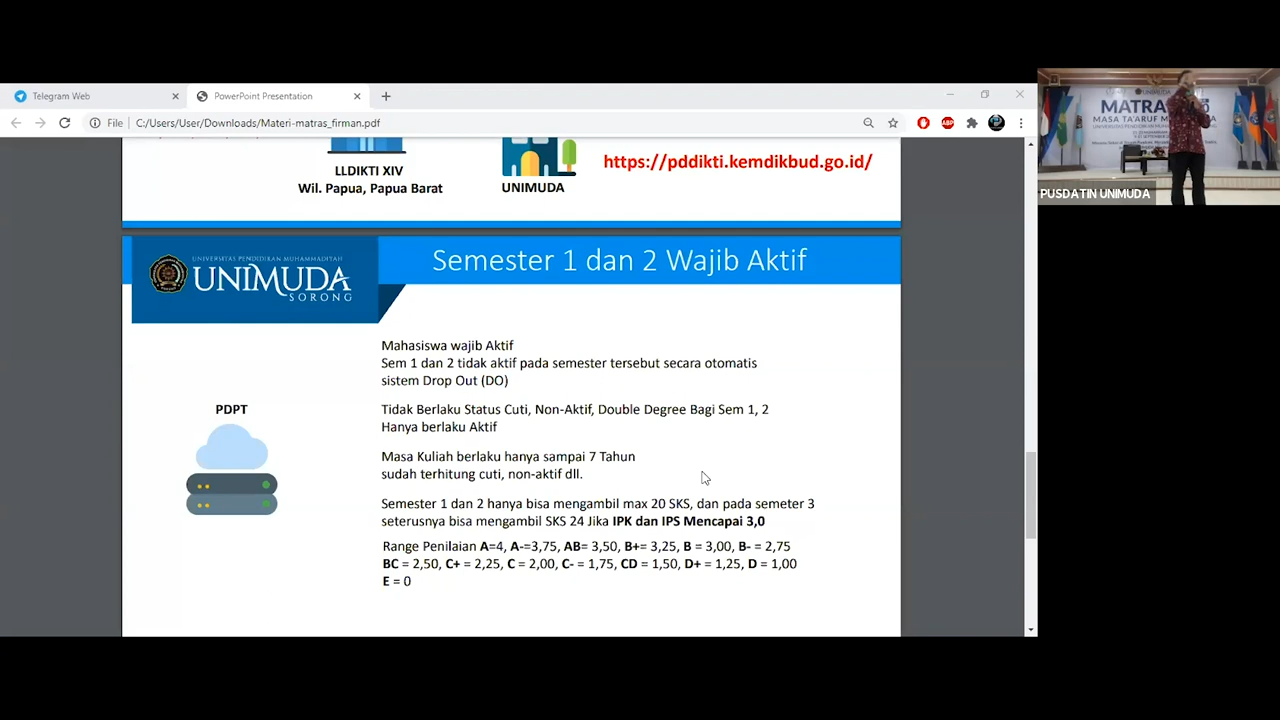 Telegram Web
PowerPoint Presentation
File
C:/Users/User/Downloads/Materi-matras_firman.pdf
ABP
LLDIKTI XIV
Wil. Papua, Papua Barat
UNIMUDA
https://pddikti.kemdikbud.go.id/
UNIVERSITAS PENDIDIKAN MUHAMMADIYAH
UNIMUDA
SORONG
Semester 1 dan 2 Wajib Aktif
Mahasiswa wajib Aktif
Sem 1 dan 2 tidak aktif pada semester tersebut secara otomatis
sistem Drop Out (DO)
PDPT
Tidak Berlaku Status Cuti, Non-Aktif, Double Degree Bagi Sem 1, 2
Hanya berlaku Aktif
Masa Kuliah berlaku hanya sampai 7 Tahun
sudah terhitung cuti, non-aktif dll.
Semester 1 dan 2 hanya bisa mengambil max 20 SKS, dan pada semeter 3
seterusnya bisa mengambil SKS 24 Jika IPK dan IPS Mencapai 3,0
Range Penilaian A=4, A-=3,75, AB= 3,50, B+= 3,25, B = 3,00, B- = 2,75
BC = 2,50, C+ = 2,25, C = 2,00, C- = 1,75, CD = 1,50, D+ = 1,25, D = 1,00
E = 0
UNIMUDA
MATRA
MASA TA'ARUF M
PUSDATIN UNIMUDA